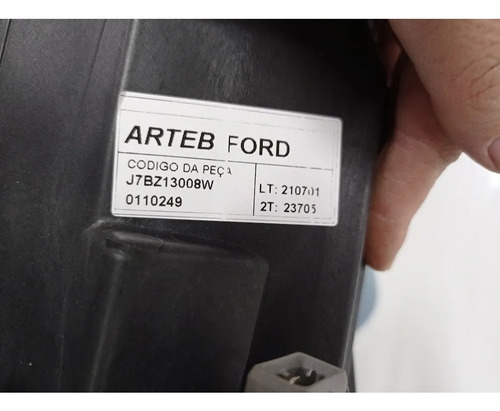 ARTEB FORD
CODIGO DA PEÇA
J7BZ13008W
0110249
LT: 210701
2T: 23705